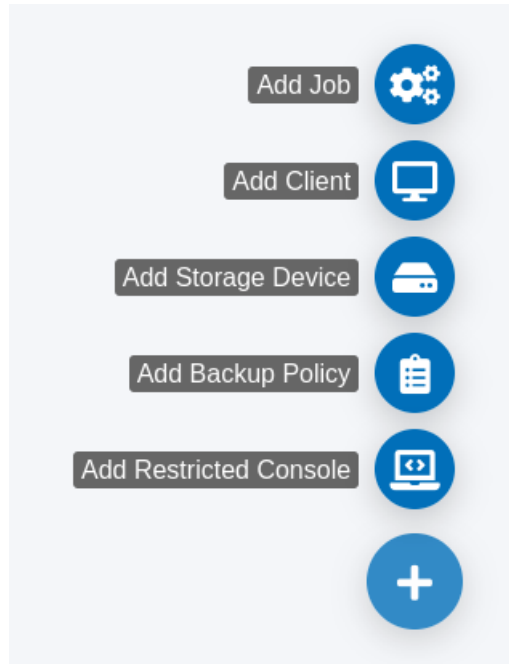 Add Job
Add Client
Add Storage Device
Add Backup Policy
Add Restricted Console